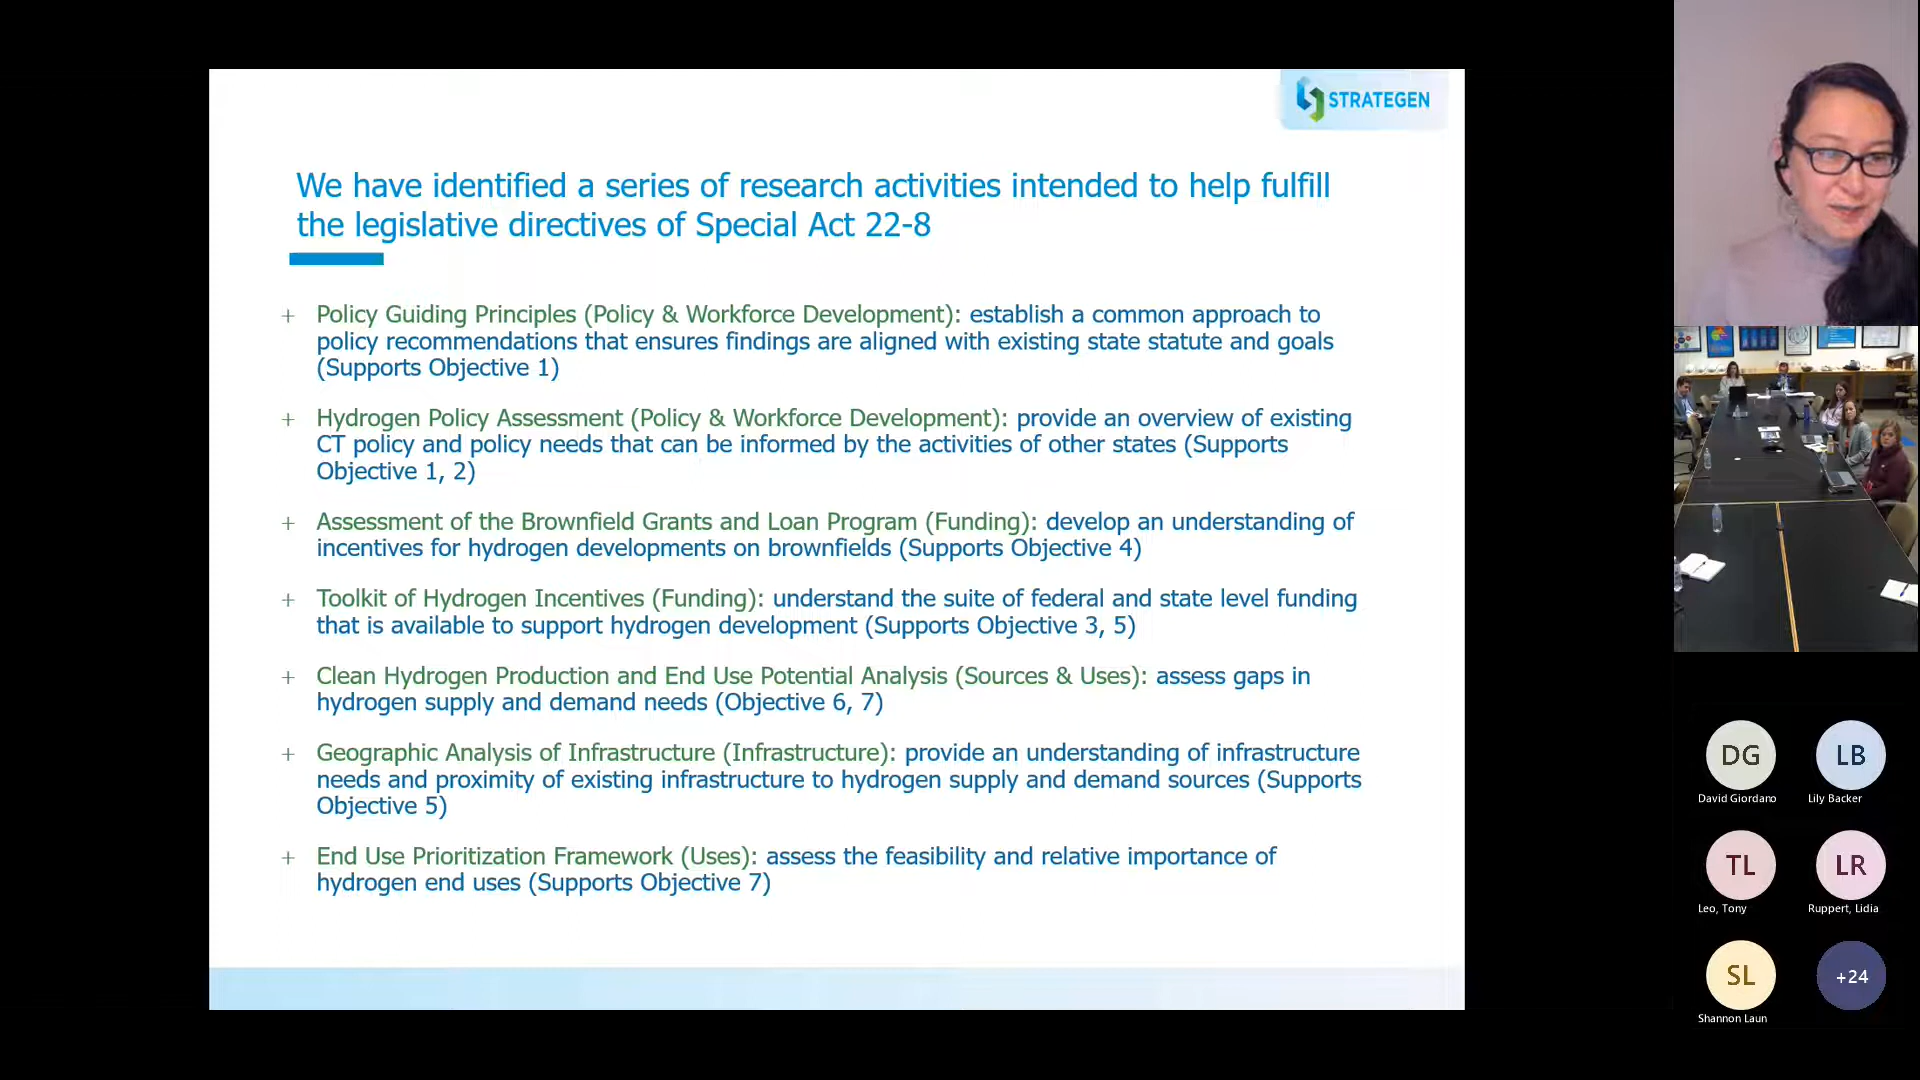 STRATEGEN
We have identified a series of research activities intended to help fulfill
the legislative directives of Special Act 22-8
+ Policy Guiding Principles (Policy & Workforce Development): establish a common approach to
policy recommendations that ensures findings are aligned with existing state statute and goals
(Supports Objective 1)
+ Hydrogen Policy Assessment (Policy & Workforce Development): provide an overview of existing
CT policy and policy needs that can be informed by the activities of other states (Supports
Objective 1, 2)
+ Assessment of the Brownfield Grants and Loan Program (Funding): develop an understanding of
incentives for hydrogen developments on brownfields (Supports Objective 4)
+ Toolkit of Hydrogen Incentives (Funding): understand the suite of federal and state level funding
that is available to support hydrogen development (Supports Objective 3, 5)
+ Clean Hydrogen Production and End Use Potential Analysis (Sources & Uses): assess gaps in
hydrogen supply and demand needs (Objective 6, 7)
+ Geographic Analysis of Infrastructure (Infrastructure): provide an understanding of infrastructure
needs and proximity of existing infrastructure to hydrogen supply and demand sources (Supports
Objective 5)
+ End Use Prioritization Framework (Uses): assess the feasibility and relative importance of
hydrogen end uses (Supports Objective 7)
DG
David Giordano
LB
Lily Backer
TL
Leo, Tony
LR
Ruppert, Lidia
SL
Shannon Laun
+24